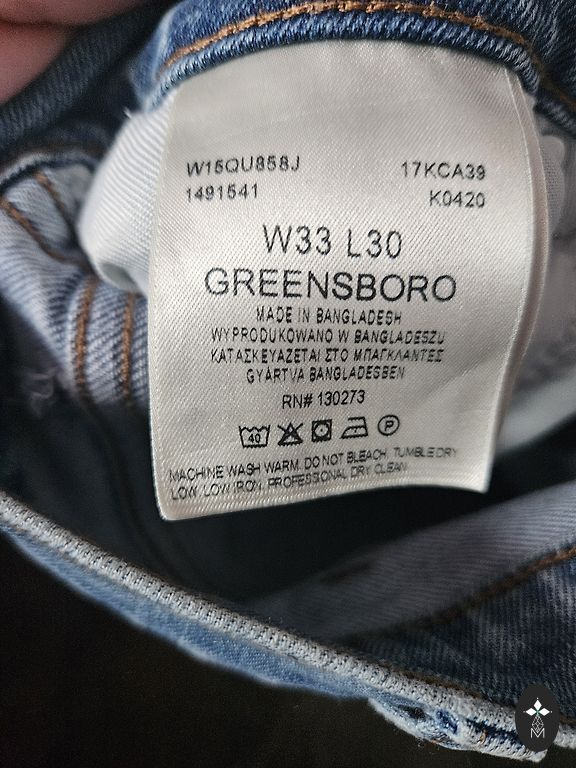 W15QU858J 17KCA39
1491541 K0420
W33 L30
GREENSBORO
MADE IN BANGLADESH
WYPRODUKOWANO W BANGLADESZU
ΚΑΤΑΣΚΕΥΑΖΕΤΑΙ ΣΤΟ ΜΠΑΓΚΛΑΝΤΕΣ
GYÁRTVA BANGLADESBEN
RN# 130273
40 P
MACHINE WASH WARM, DO NOT BLEACH, TUMBLE DRY
LOW, LOW IRON, PROFESSIONAL DRY CLEAN
M